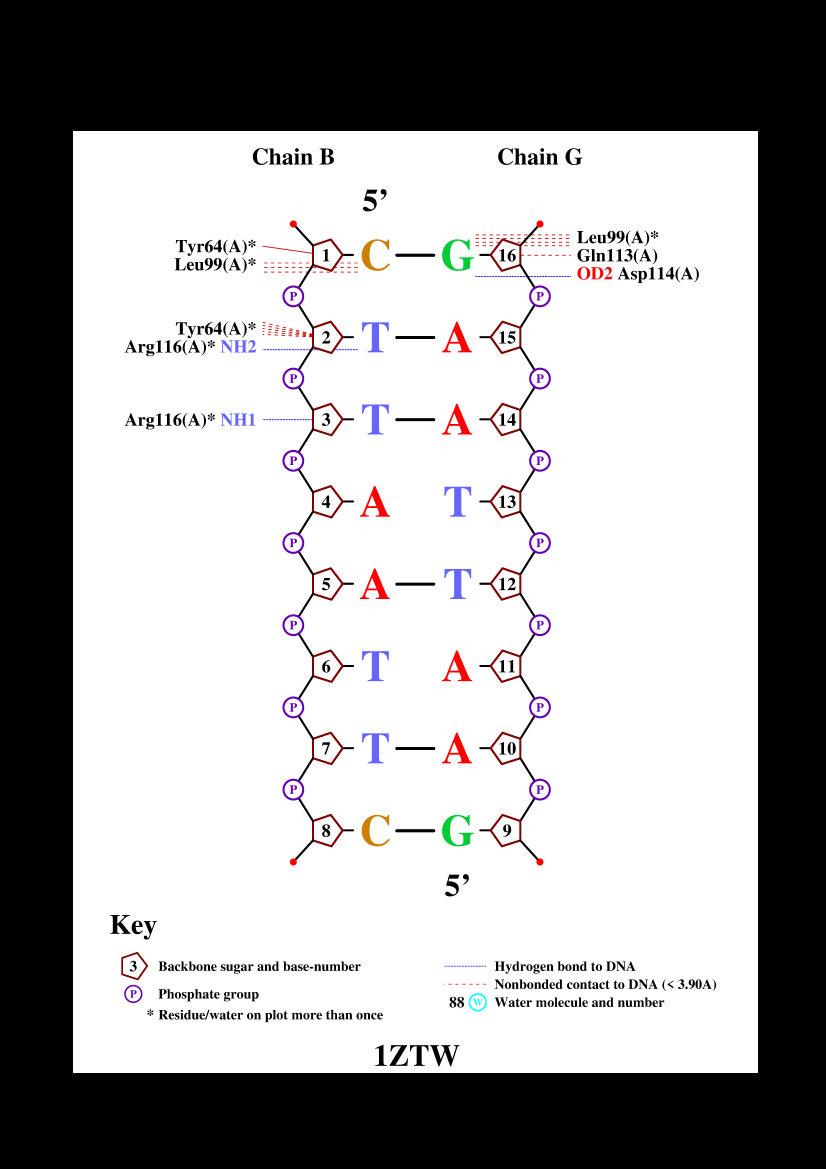 Chain B Chain G
5’
Tyr64(A)* 1 C G 16 Leu99(A)*
Leu99(A)* Gln113(A)
OD2 Asp114(A)
P P
Tyr64(A)* 2 T A 15
Arg116(A)* NH2
P P
Arg116(A)* NH1 3 T A 14
P P
4 A T 13
P P
5 A T 12
P P
6 T A 11
P P
7 T A 10
P P
8 C G 9
5’
Key
3 Backbone sugar and base-number
P Phosphate group
* Residue/water on plot more than once
Hydrogen bond to DNA
Nonbonded contact to DNA (< 3.90A)
88 W Water molecule and number
1ZTW